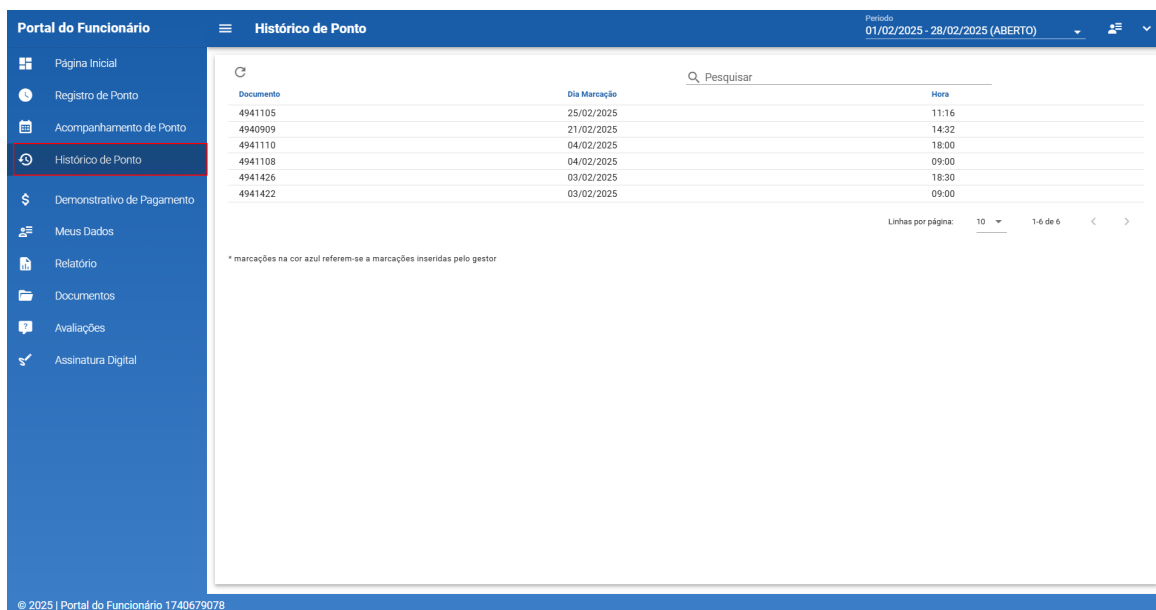 Portal do Funcionário
Histórico de Ponto
Período
01/02/2025 - 28/02/2025 (ABERTO)
Página Inicial
Registro de Ponto
Acompanhamento de Ponto
Histórico de Ponto
Demonstrativo de Pagamento
Meus Dados
Relatório
Documentos
Avaliações
Assinatura Digital
Pesquisar
Documento Dia Marcação Hora
4941105 25/02/2025 11:16
4940909 21/02/2025 14:32
4941110 04/02/2025 18:00
4941108 04/02/2025 09:00
4941426 03/02/2025 18:30
4941422 03/02/2025 09:00
Linhas por página: 10 1-6 de 6
* marcações na cor azul referem-se a marcações inseridas pelo gestor
© 2025 | Portal do Funcionário 1740679078